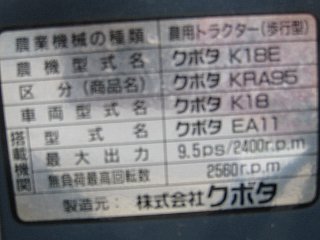 農業機械の種類 農用トラクター(歩行型)
農機型式名 クボタ K18E
区分(商品名) クボタ KRA95
車両型式名 クボタ K18
搭載機関 型式名 クボタ EA11
最大出力 9.5ps/2400r.p.m
無負荷最高回転数 2560r.p.m
製造元: 株式会社クボタ